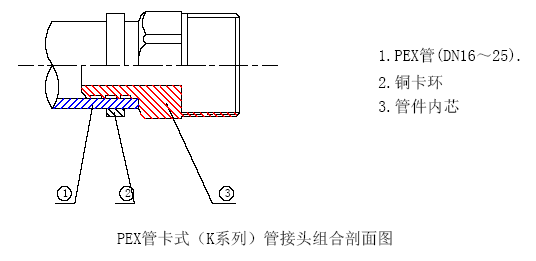 1.PEX管(DN16～25).
2.铜卡环
3.管件内芯
① ② ③
PEX管卡式（K系列）管接头组合剖面图